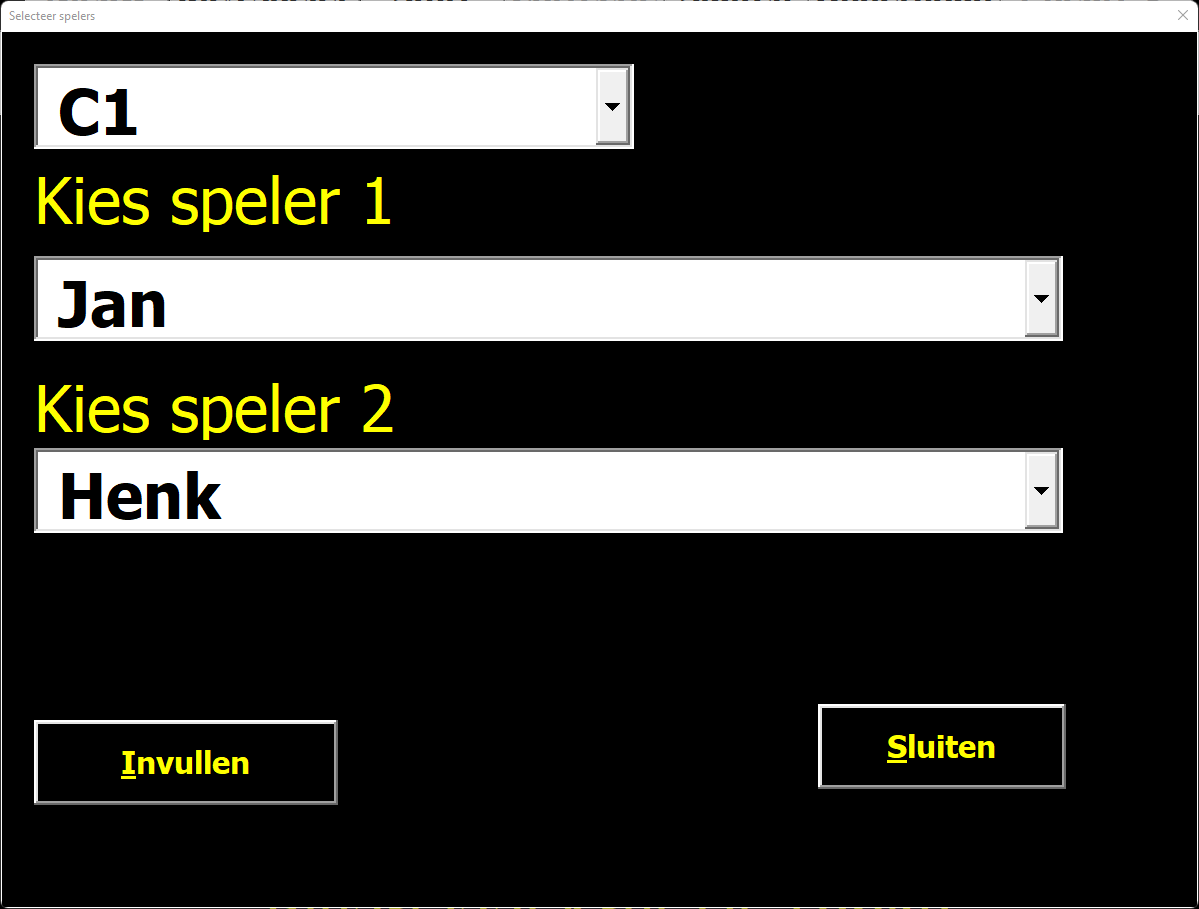 Selecteer spelers
C1
Kies speler 1
Jan
Kies speler 2
Henk
Invullen
Sluiten